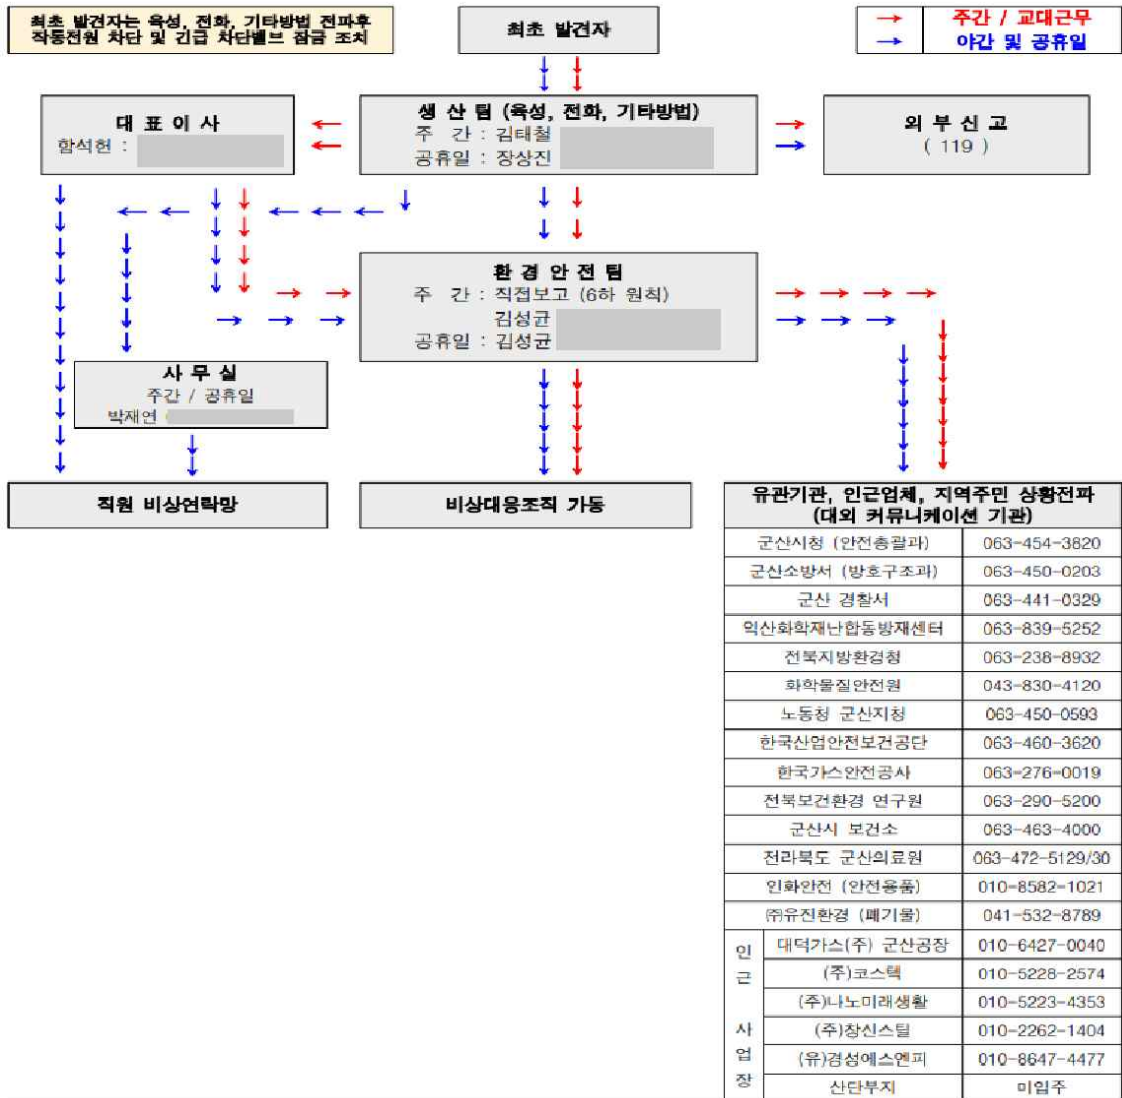 최초 발견자는 육성, 전화, 기타방법 전파후
작동전원 차단 및 긴급 차단밸브 잠금 조치
최초 발견자
→ 주간 / 교대근무
→ 야간 및 공휴일
대 표 이 사
함석헌 :
생 산 팀 (육성, 전화, 기타방법)
주 간 : 김태철
공휴일 : 장상진
외 부 신 고
( 119 )
환 경 안 전 팀
주 간 : 직접보고 (6하 원칙)
김성균
공휴일 : 김성균
사 무 실
주간 / 공휴일
박재연 (
직원 비상연락망
비상대응조직 가동
유관기관, 인근업체, 지역주민 상황전파
(대외 커뮤니케이션 기관)
군산시청 (안전총괄과) 063-454-3820
군산소방서 (방호구조과) 063-450-0203
군산 경찰서 063-441-0329
익산화학재난합동방재센터 063-839-5252
전북지방환경청 063-238-8932
화학물질안전원 043-830-4120
노동청 군산지청 063-450-0593
한국산업안전보건공단 063-460-3620
한국가스안전공사 063-276-0019
전북보건환경 연구원 063-290-5200
군산시 보건소 063-463-4000
전라북도 군산의료원 063-472-5129/30
인화안전 (안전용품) 010-8582-1021
㈜유진환경 (폐기물) 041-532-8789
인근 사업장
대덕가스(주) 군산공장 010-6427-0040
(주)코스텍 010-5228-2574
(주)나노미래생활 010-5223-4353
(주)창신스틸 010-2262-1404
(유)경성에스엔피 010-8647-4477
산단부지 미입주